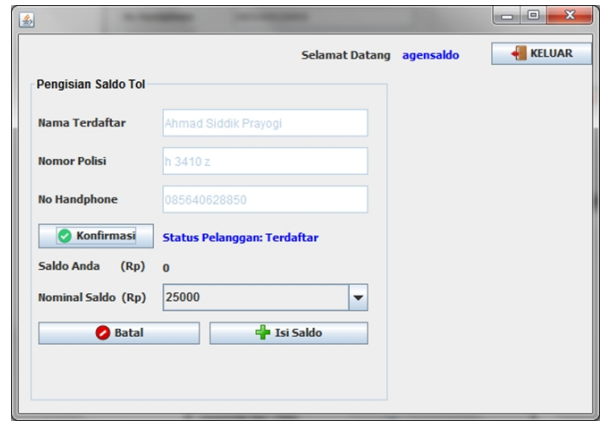 Selamat Datang agensaldo KELUAR
Pengisian Saldo Tol
Nama Terdaftar Ahmad Siddik Prayogi
Nomor Polisi h 3410 z
No Handphone 085640628850
Konfirmasi Status Pelanggan: Terdaftar
Saldo Anda (Rp) 0
Nominal Saldo (Rp) 25000
Batal Isi Saldo